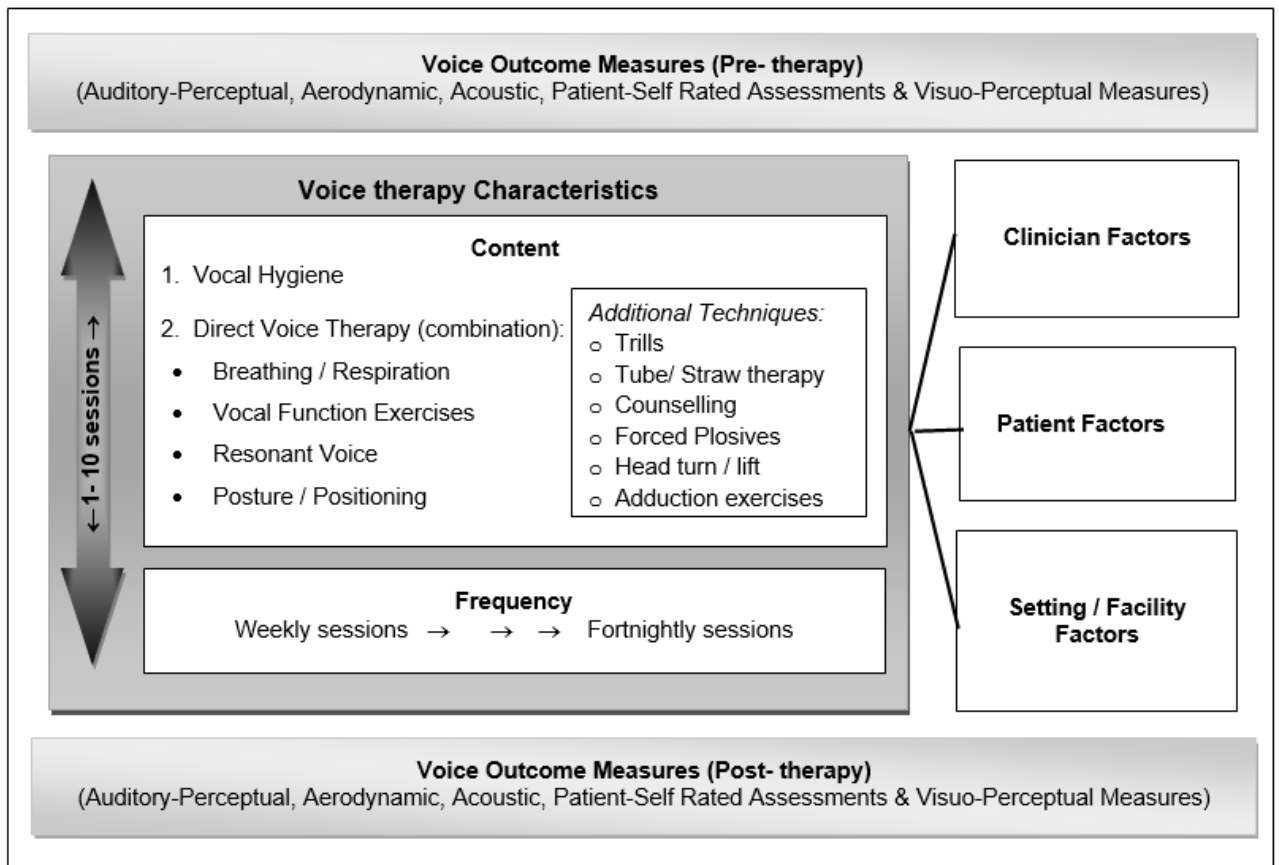 Voice Outcome Measures (Pre- therapy)
(Auditory-Perceptual, Aerodynamic, Acoustic, Patient-Self Rated Assessments & Visuo-Perceptual Measures)
Voice therapy Characteristics
←1- 10 sessions →
Content
1. Vocal Hygiene
2. Direct Voice Therapy (combination):
• Breathing / Respiration
• Vocal Function Exercises
• Resonant Voice
• Posture / Positioning
Additional Techniques:
o Trills
o Tube/ Straw therapy
o Counselling
o Forced Plosives
o Head turn / lift
o Adduction exercises
Frequency
Weekly sessions → → → Fortnightly sessions
Clinician Factors
Patient Factors
Setting / Facility
Factors
Voice Outcome Measures (Post- therapy)
(Auditory-Perceptual, Aerodynamic, Acoustic, Patient-Self Rated Assessments & Visuo-Perceptual Measures)